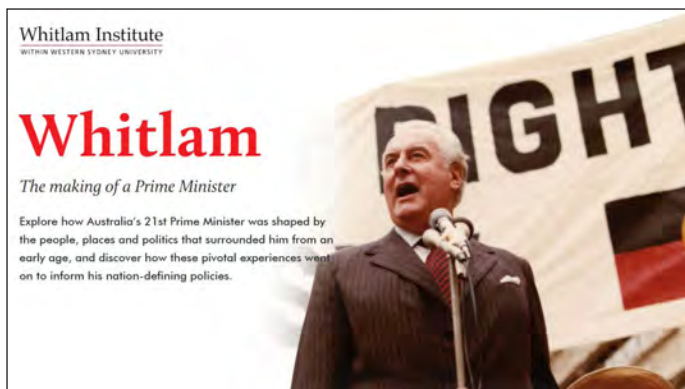 Whitlam Institute
WITHIN WESTERN SYDNEY UNIVERSITY
Whitlam
The making of a Prime Minister
Explore how Australia's 21st Prime Minister was shaped by
the people, places and politics that surrounded him from an
early age, and discover how these pivotal experiences went
on to inform his nation-defining policies.
RIGHT